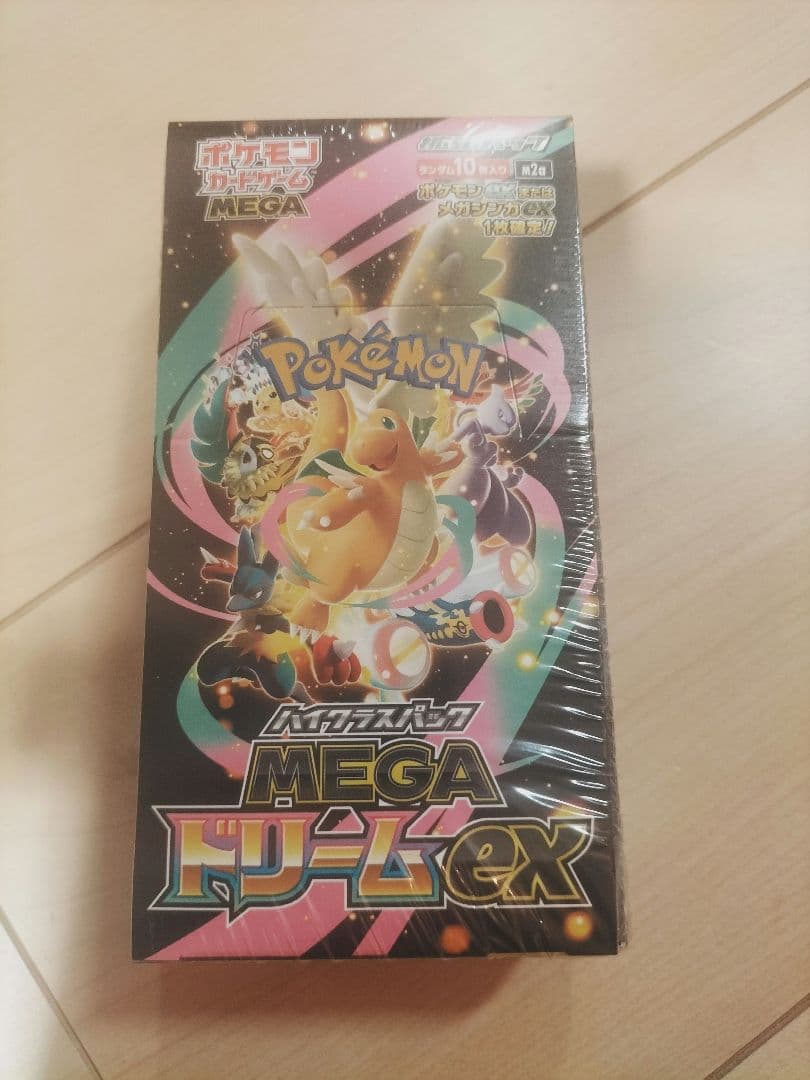 ポケモン
カードゲーム
MEGA
ランダム10枚入り M2a
ポケモンexまたは
メガシンカex
1枚確定!
POKéMON
ハイクラスパック
MEGA
ドリームex